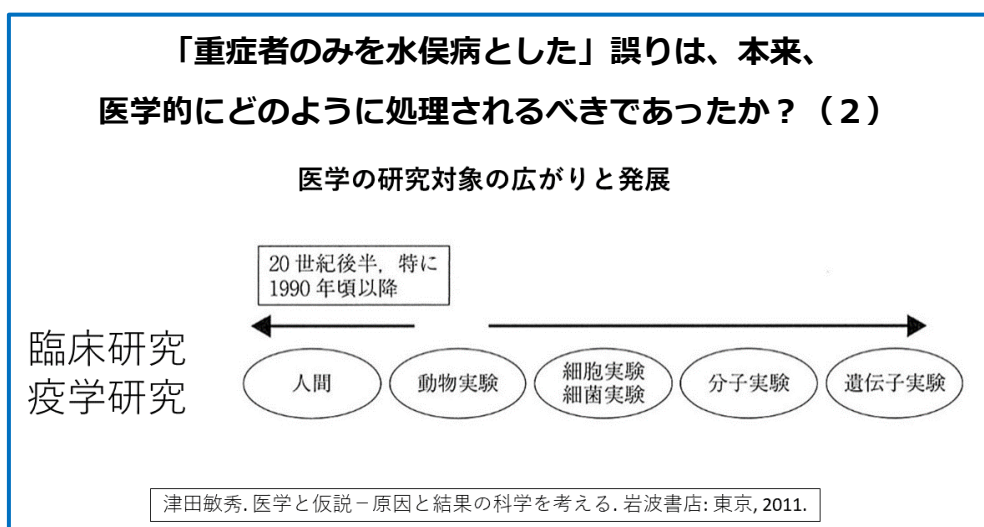 「重症者のみを水俣病とした」誤りは、本来、
医学的にどのように処理されるべきであったか？（２）
医学の研究対象の広がりと発展
20世紀後半，特に
1990年頃以降
臨床研究
疫学研究
人間
動物実験
細胞実験
細菌実験
分子実験
遺伝子実験
津田敏秀. 医学と仮説－原因と結果の科学を考える. 岩波書店: 東京, 2011.